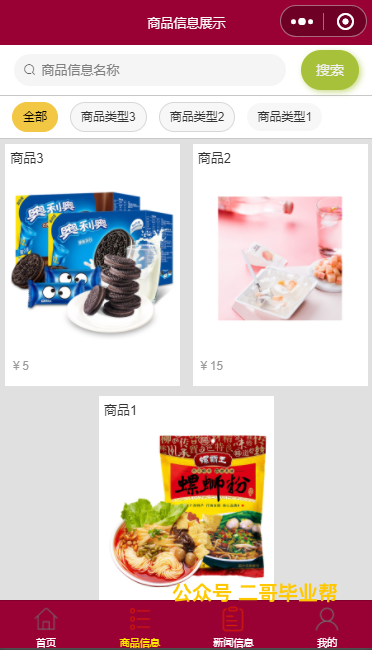 商品信息展示
商品信息名称
搜索
全部
商品类型3
商品类型2
商品类型1
商品3
奥利奥
奥利奥
¥5
商品2
¥15
商品1
螺霸王
螺蛳粉
公众号 二哥毕业帮
首页
商品信息
新闻信息
我的